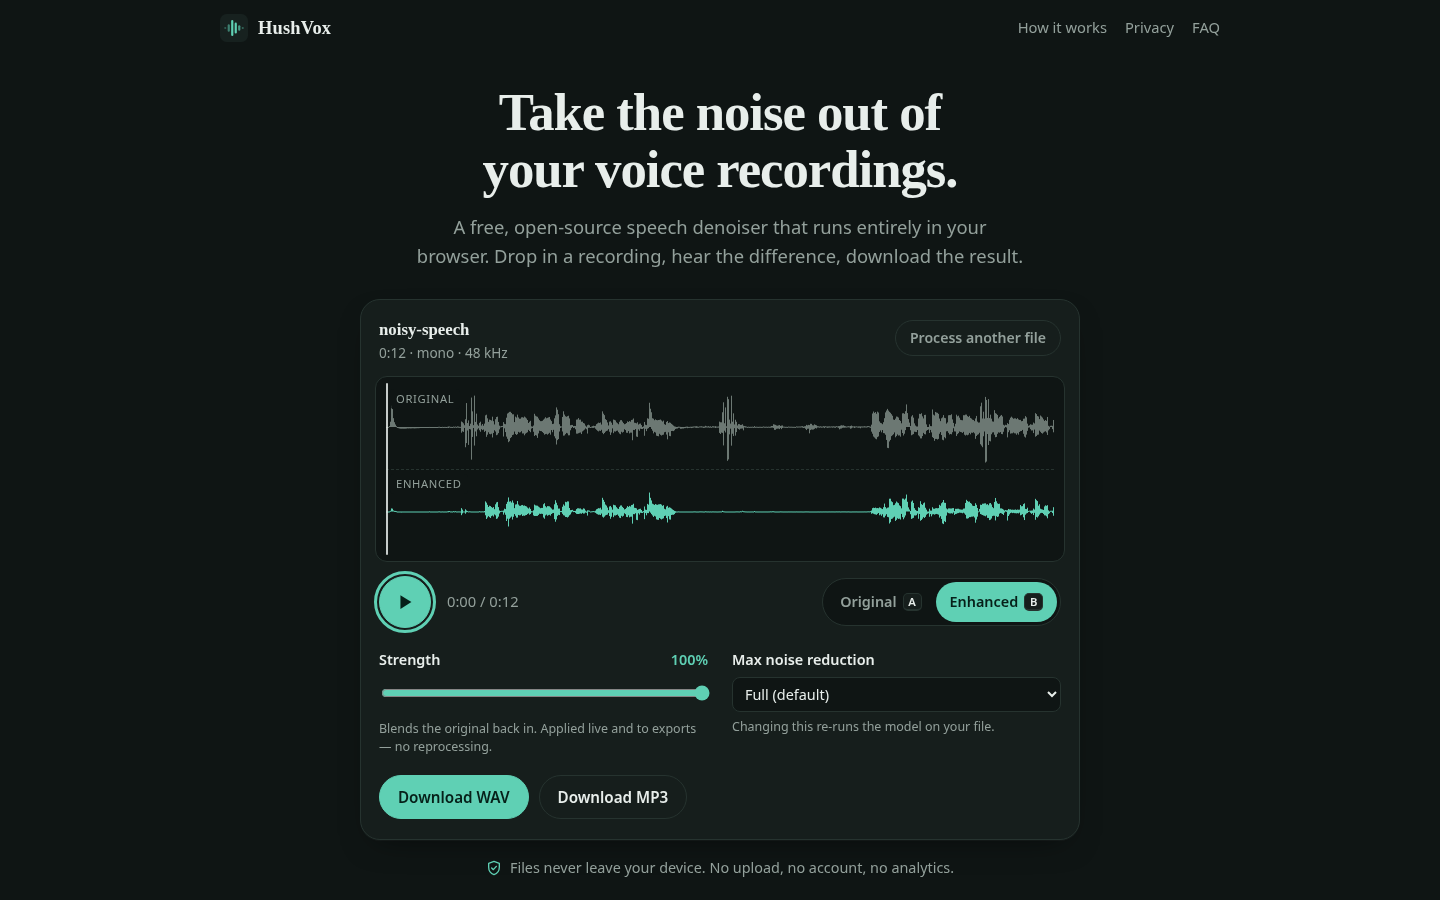 HushVox
How it works
Privacy
FAQ
Take the noise out of
your voice recordings.
A free, open-source speech denoiser that runs entirely in your
browser. Drop in a recording, hear the difference, download the result.
noisy-speech
0:12 · mono · 48 kHz
Process another file
ORIGINAL
ENHANCED
0:00 / 0:12
Original A
Enhanced B
Strength
100%
Blends the original back in. Applied live and to exports
— no reprocessing.
Max noise reduction
Full (default)
Changing this re-runs the model on your file.
Download WAV
Download MP3
Files never leave your device. No upload, no account, no analytics.